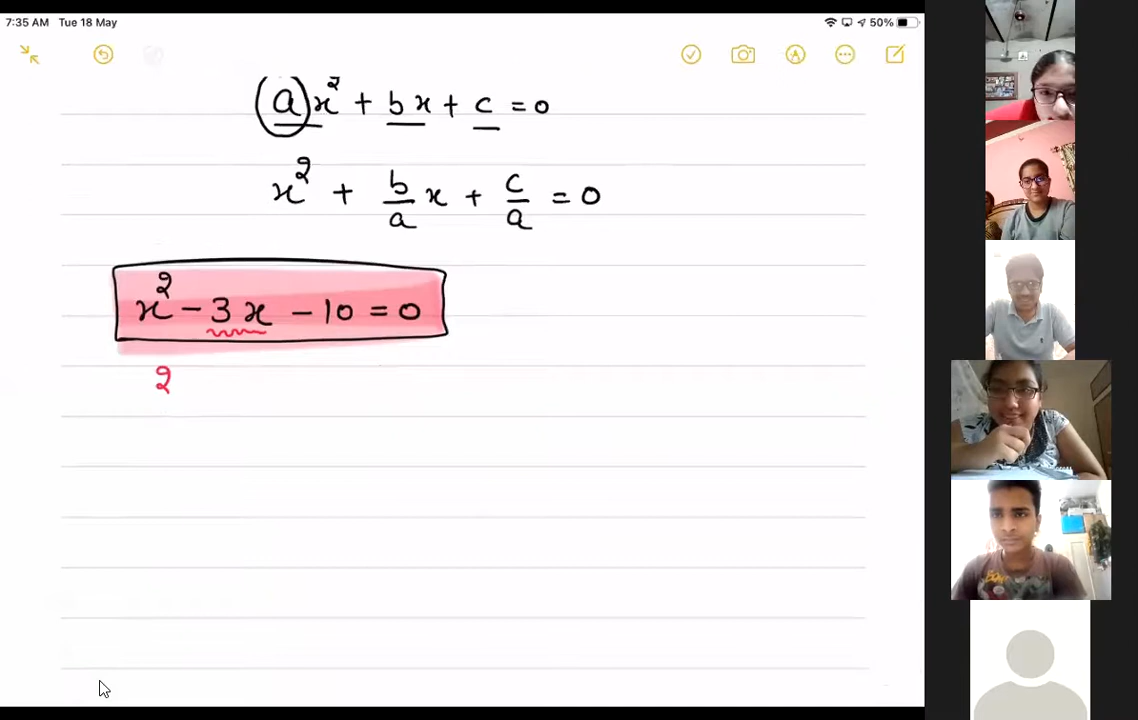 7:35 AM Tue 18 May 50%
ax² + bx + c = 0
x² + b/a x + c/a = 0
x² - 3x - 10 = 0
2